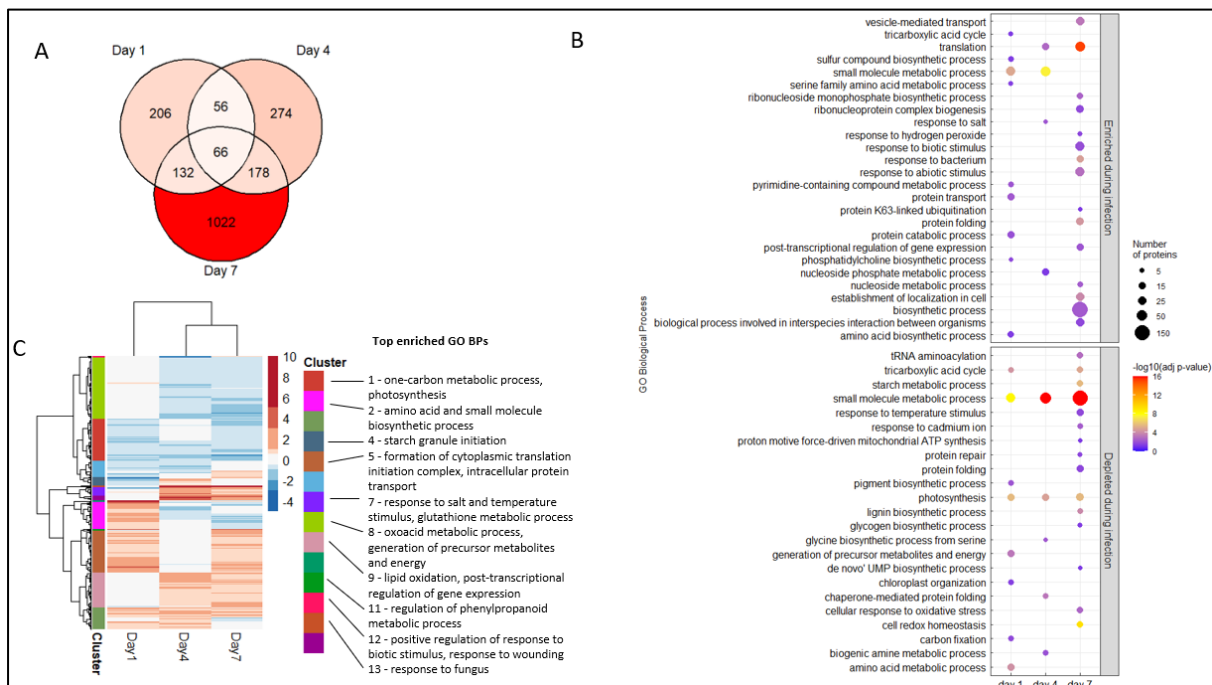 A
Day 1
Day 4
206
56
274
66
132
178
1022
Day 7
B
GO Biological Process
vesicle-mediated transport
tricarboxylic acid cycle
translation
sulfur compound biosynthetic process
small molecule metabolic process
serine family amino acid metabolic process
ribonucleoside monophosphate biosynthetic process
ribonucleoprotein complex biogenesis
response to salt
response to hydrogen peroxide
response to biotic stimulus
response to bacterium
response to abiotic stimulus
pyrimidine-containing compound metabolic process
protein transport
protein K63-linked ubiquitination
protein folding
protein catabolic process
post-transcriptional regulation of gene expression
phosphatidylcholine biosynthetic process
nucleoside phosphate metabolic process
nucleoside metabolic process
establishment of localization in cell
biosynthetic process
biological process involved in interspecies interaction between organisms
amino acid biosynthetic process
Enriched during infection
tRNA aminoacylation
tricarboxylic acid cycle
starch metabolic process
small molecule metabolic process
response to temperature stimulus
response to cadmium ion
proton motive force-driven mitochondrial ATP synthesis
protein repair
protein folding
pigment biosynthetic process
photosynthesis
lignin biosynthetic process
glycogen biosynthetic process
glycine biosynthetic process from serine
generation of precursor metabolites and energy
de novo' UMP biosynthetic process
chloroplast organization
chaperone-mediated protein folding
cellular response to oxidative stress
cell redox homeostasis
carbon fixation
biogenic amine metabolic process
amino acid metabolic process
Depleted during infection
day 1
day 4
day 7
Number
of proteins
5
15
25
50
150
-log10(adj p-value)
16
12
8
4
0
C
Cluster
Day1
Day4
Day7
10
8
6
4
2
0
-2
-4
Top enriched GO BPs
Cluster
1 - one-carbon metabolic process,
photosynthesis
2 - amino acid and small molecule
biosynthetic process
4 - starch granule initiation
5 - formation of cytoplasmic translation
initiation complex, intracellular protein
transport
7 - response to salt and temperature
stimulus, glutathione metabolic process
8 - oxoacid metabolic process,
generation of precursor metabolites
and energy
9 - lipid oxidation, post-transcriptional
regulation of gene expression
11 - regulation of phenylpropanoid
metabolic process
12 - positive regulation of response to
biotic stimulus, response to wounding
13 - response to fungus